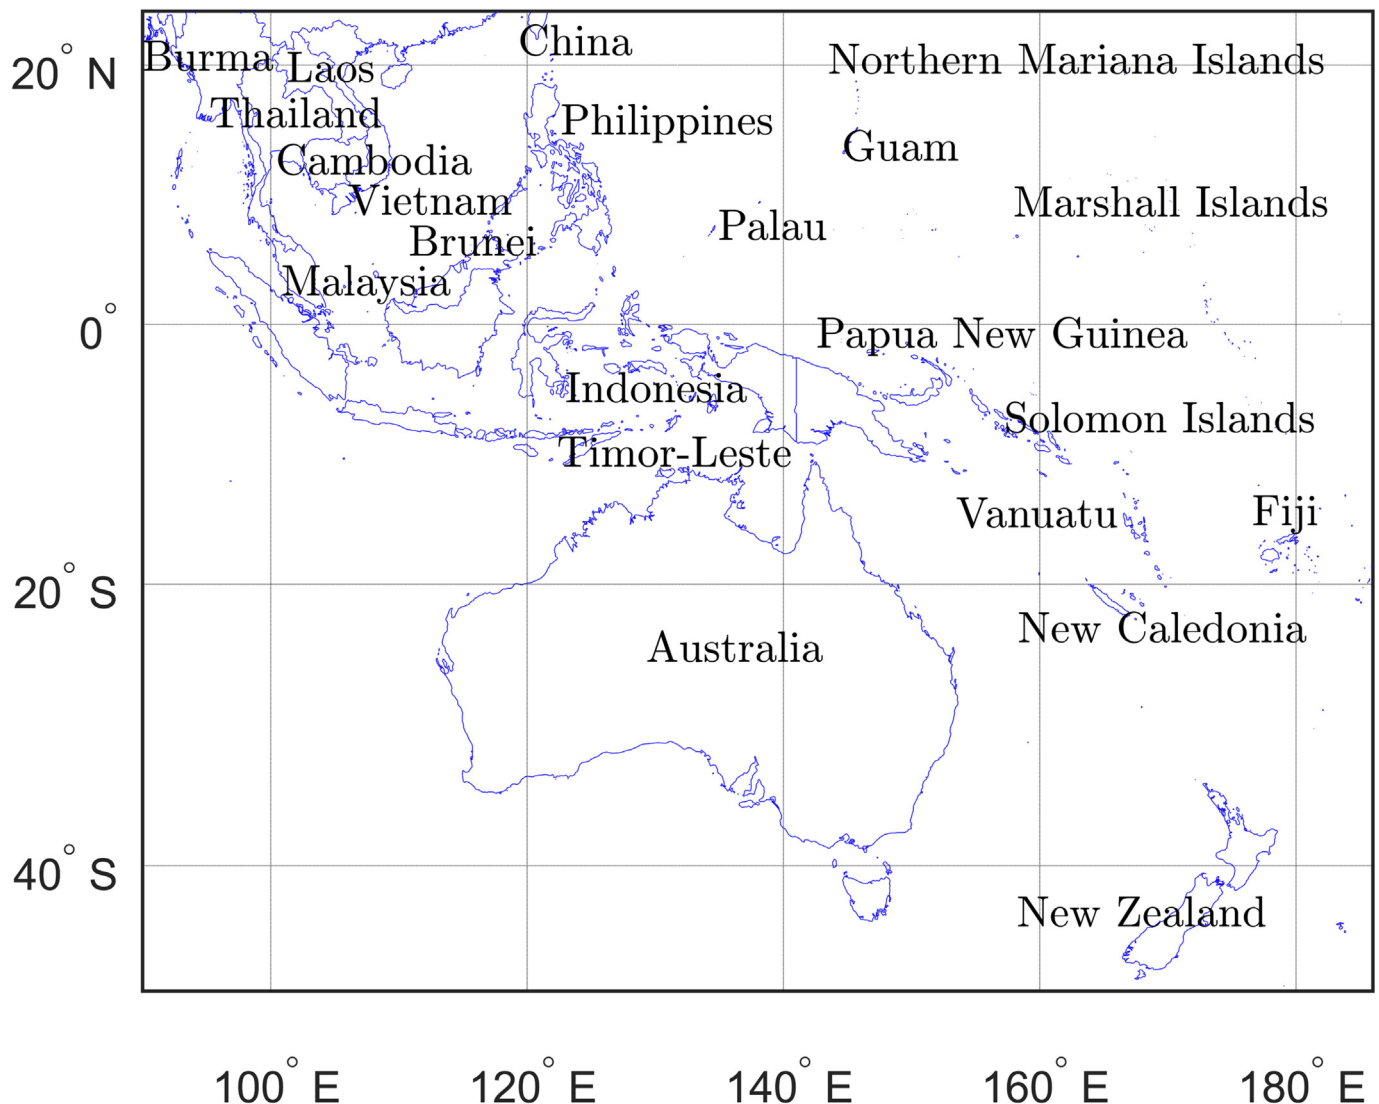 China
Burma
Laos
Northern Mariana Islands
20° N
Thailand
Philippines
Guam
Cambodia
Vietnam
Marshall Islands
Palau
Brunei
Malaysia
0°
Papua New Guinea
Indonesia
Solomon Islands
Timor-Leste
Vanuatu
Fiji
20° S
New Caledonia
Australia
40° S
New Zealand
100° E
120° E
140° E
160° E
180° E